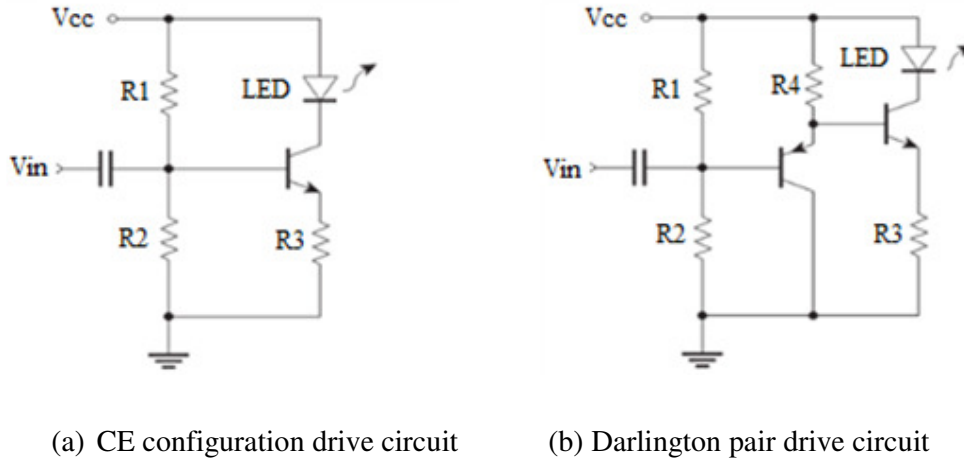 Vcc
R1
LED
Vin
R2
R3
Vcc
R1
R4
LED
Vin
R2
R3
(a) CE configuration drive circuit
(b) Darlington pair drive circuit